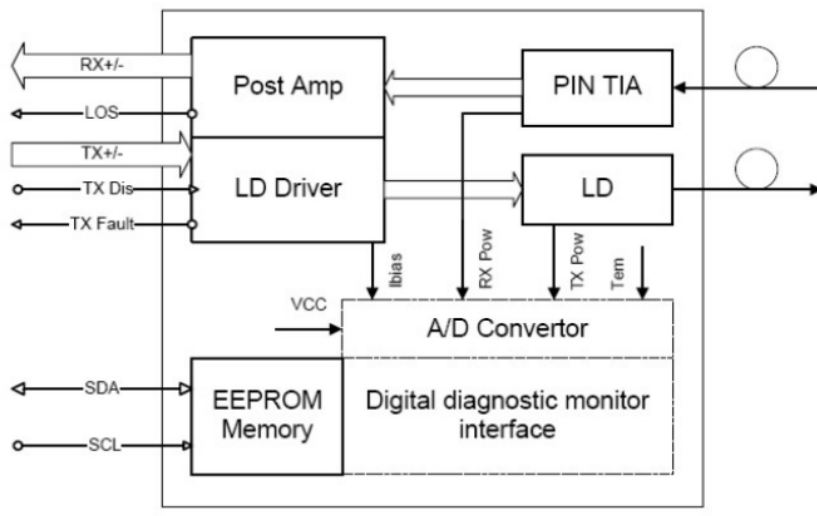 RX+/-
Post Amp
PIN TIA
LOS
TX+/-
TX Dis
LD Driver
LD
TX Fault
Ibias
RX Pow
TX Pow
Tem
VCC
A/D Convertor
SDA
EEPROM
Memory
Digital diagnostic monitor
interface
SCL